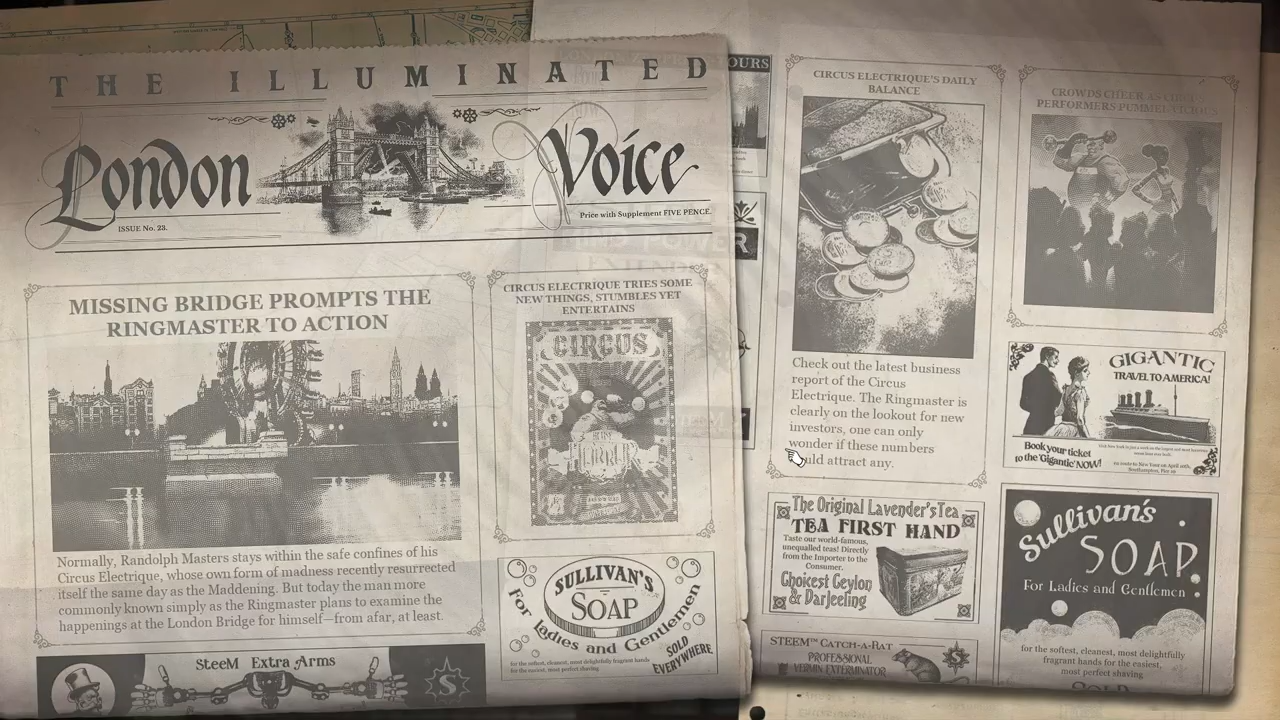 THE ILLUMINATED
London Voice
ISSUE No. 23.
Price with Supplement FIVE PENCE.
MISSING BRIDGE PROMPTS THE
RINGMASTER TO ACTION
Normally, Randolph Masters stays within the safe confines of his
Circus Electrique, whose own form of madness recently resurrected
itself the same day as the Maddening. But today the man more
commonly known simply as the Ringmaster plans to examine the
happenings at the London Bridge for himself—from afar, at least.
SteeM Extra Arms
S
CIRCUS ELECTRIQUE TRIES SOME
NEW THINGS, STUMBLES YET
ENTERTAINS
CIRCUS
SULLIVAN'S
SOAP
For Ladies and Gentlemen
for the softest, cleanest, most delightfully fragrant hands
for the easiest, most perfect shaving
SOLD
EVERYWHERE
OURS
CIRCUS ELECTRIQUE'S DAILY
BALANCE
Check out the latest business
report of the Circus
Electrique. The Ringmaster is
clearly on the lookout for new
investors, one can only
wonder if these numbers
uld attract any.
The Original Lavender's Tea
TEA FIRST HAND
Taste our world-famous,
unequalled teas! Directly
from the Importer to the
Consumer.
Choicest Ceylon
& Darjeeling
STEEM™ CATCH-A-RAT
PROFESSIONAL
VERMIN EXTERMINATOR
CROWDS CHEER AS CIRCUS
PERFORMERS PUMMEL VICIOUS
GIGANTIC
TRAVEL TO AMERICA!
Book your ticket
to the 'Gigantic' NOW!
Sullivan's
SOAP
For Ladies and Gentlemen
for the softest, cleanest, most delightfully
fragrant hands for the easiest,
most perfect shaving
SOLD